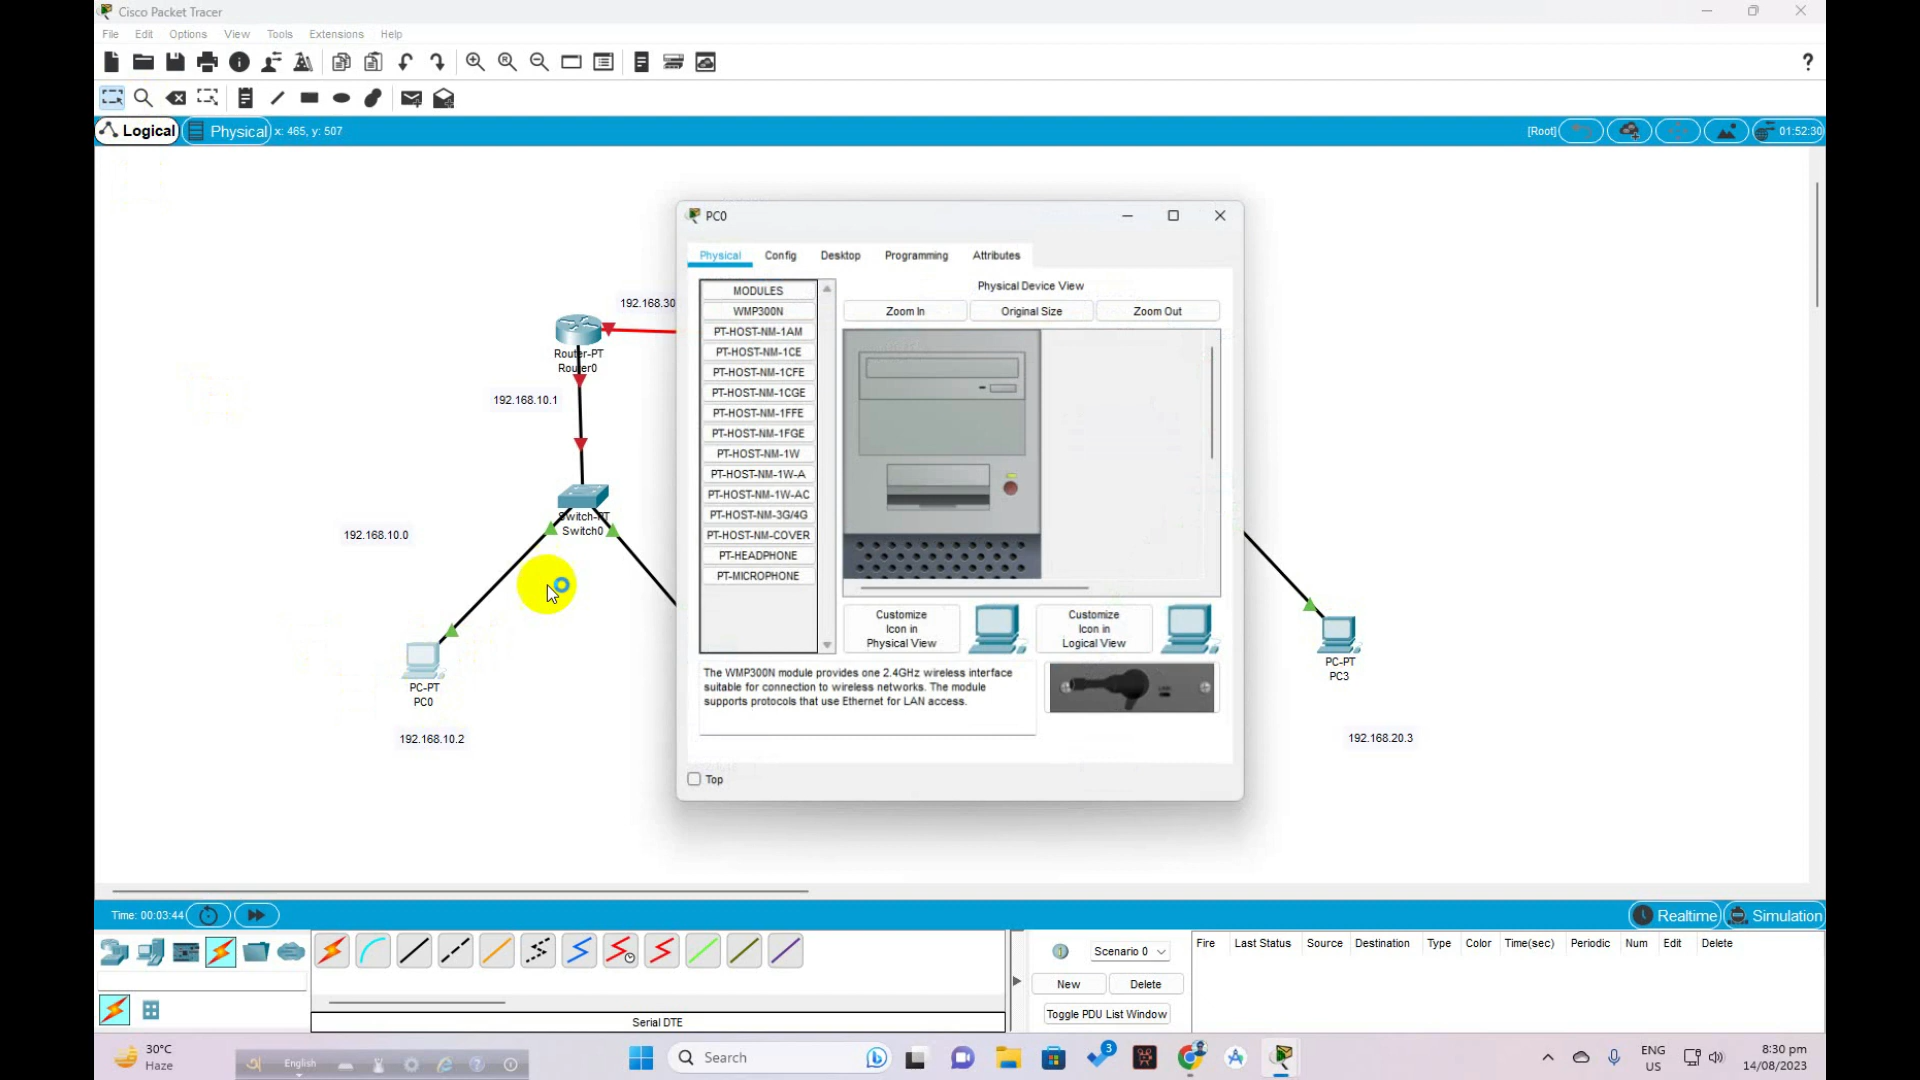 Cisco Packet Tracer
File Edit Options View Tools Extensions Help
?
Logical Physical x: 465, y: 507 [Root] 01:52:30
PC0
Physical Config Desktop Programming Attributes
MODULES
WMP300N
PT-HOST-NM-1AM
PT-HOST-NM-1CE
PT-HOST-NM-1CFE
PT-HOST-NM-1CGE
PT-HOST-NM-1FFE
PT-HOST-NM-1FGE
PT-HOST-NM-1W
PT-HOST-NM-1W-A
PT-HOST-NM-1W-AC
PT-HOST-NM-3G/4G
PT-HOST-NM-COVER
PT-HEADPHONE
PT-MICROPHONE
Physical Device View
Zoom In Original Size Zoom Out
Customize
Icon in
Physical View
Customize
Icon in
Logical View
The WMP300N module provides one 2.4GHz wireless interface
suitable for connection to wireless networks. The module
supports protocols that use Ethernet for LAN access.
Top
192.168.30
Router-PT
Router0
192.168.10.1
Switch-PT
Switch0
192.168.10.0
PC-PT
PC0
192.168.10.2
PC-PT
PC3
192.168.20.3
Time: 00:03:44 Realtime Simulation
Scenario 0
New Delete
Toggle PDU List Window
Fire Last Status Source Destination Type Color Time(sec) Periodic Num Edit Delete
Serial DTE
30°C
Haze
English
Search
3
ENG
US
8:30 pm
14/08/2023